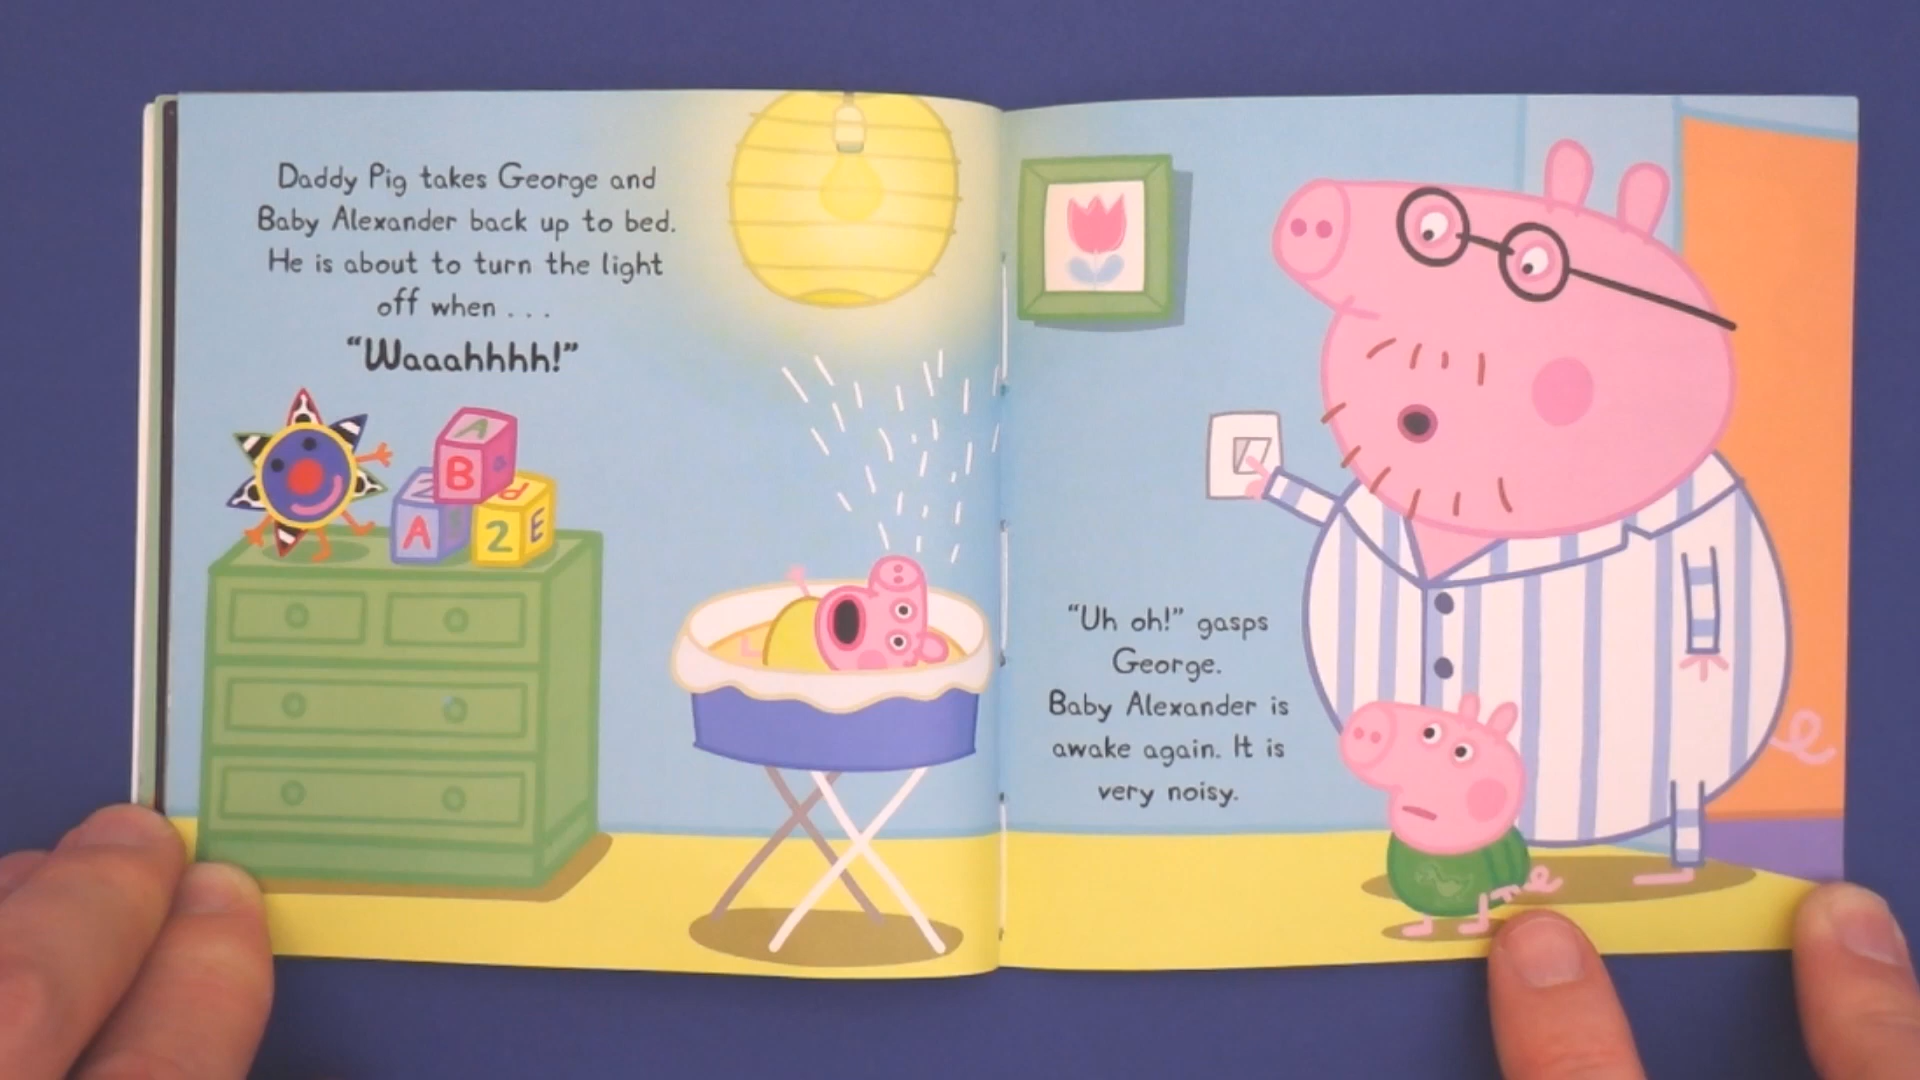 Daddy Pig takes George and
Baby Alexander back up to bed.
He is about to turn the light
off when . . .
“Waaahhhh!”
A
B
A
2
E
“Uh oh!” gasps
George.
Baby Alexander is
awake again. It is
very noisy.